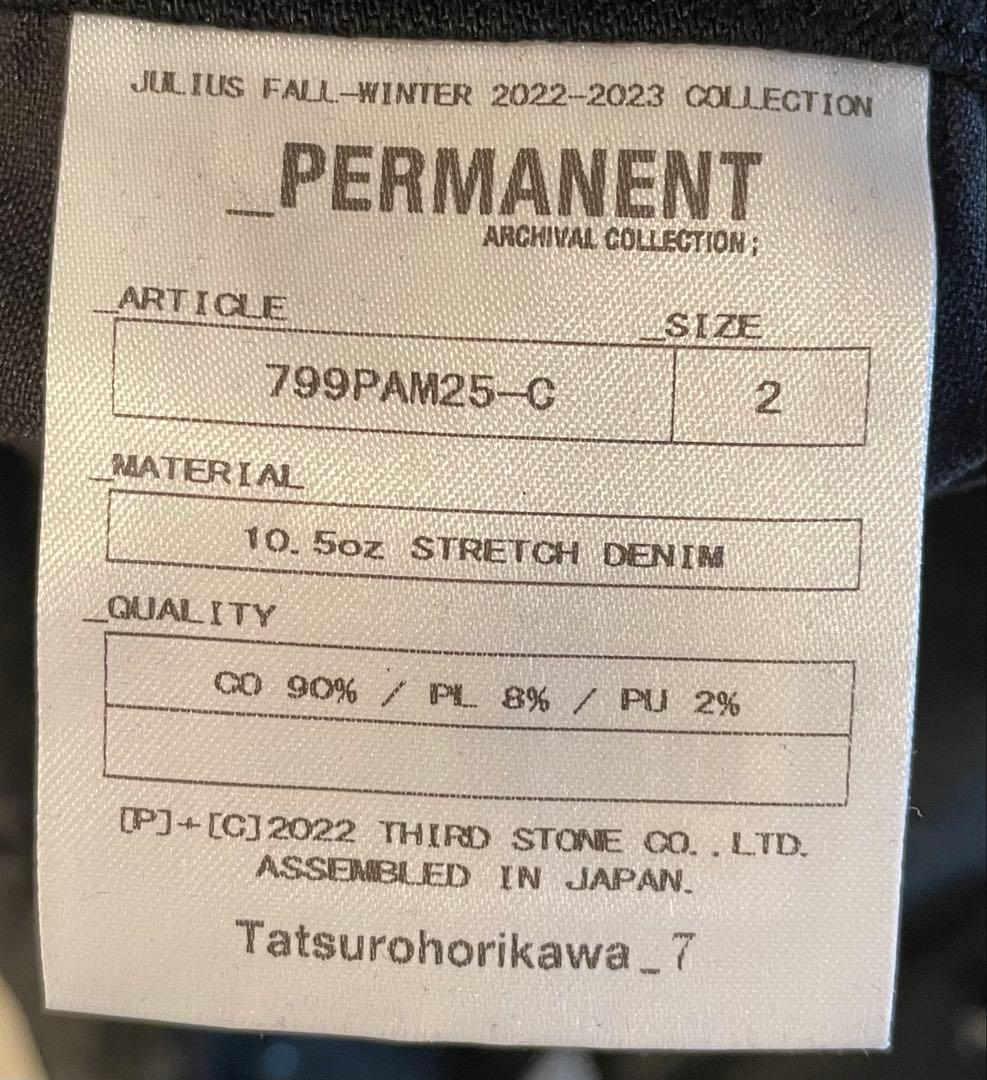 JULIUS FALL-WINTER 2022-2023 COLLECTION
_PERMANENT
ARCHIVAL COLLECTION;
_ARTICLE _SIZE
799PAM25-C 2
_MATERIAL
10.5oz STRETCH DENIM
_QUALITY
CO 90% / PL 8% / PU 2%
[P]+[C]2022 THIRD STONE CO..LTD.
ASSEMBLED IN JAPAN.
Tatsurohorikawa_7